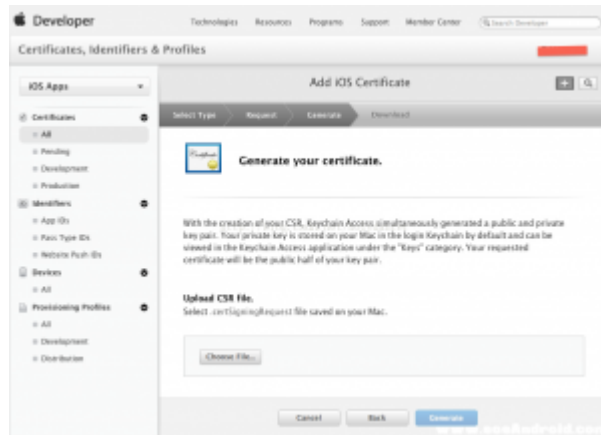 Developer
Technologies Resources Programs Support Member Center Search Developer
Certificates, Identifiers & Profiles
iOS Apps
Add iOS Certificate
Select Type Request Generate Download
Certificates
All
Pending
Development
Production
Identifiers
App IDs
Pass Type IDs
Website Push IDs
Devices
All
Provisioning Profiles
All
Development
Distribution
Generate your certificate.
With the creation of your CSR, Keychain Access simultaneously generated a public and private
key pair. Your private key is stored on your Mac in the login Keychain by default and can be
viewed in the Keychain Access application under the "Keys" category. Your requested
certificate will be the public half of your key pair.
Upload CSR file.
Select .certSigningRequest file saved on your Mac.
Choose File...
Cancel Back Generate